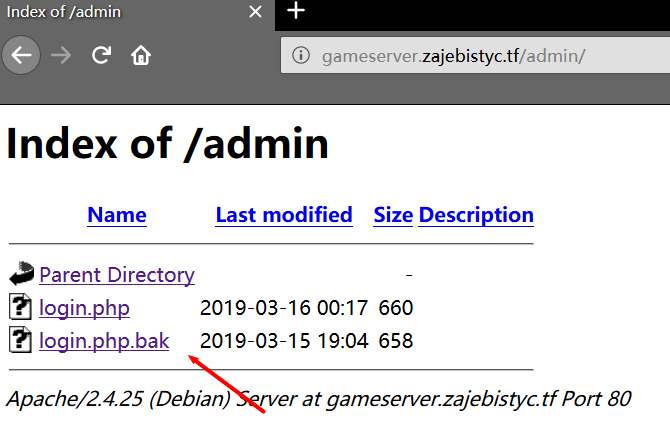 Index of /admin
gameserver.zajebistyc.tf/admin/
Index of /admin
Name Last modified Size Description
Parent Directory -
login.php 2019-03-16 00:17 660
login.php.bak 2019-03-15 19:04 658
Apache/2.4.25 (Debian) Server at gameserver.zajebistyc.tf Port 80